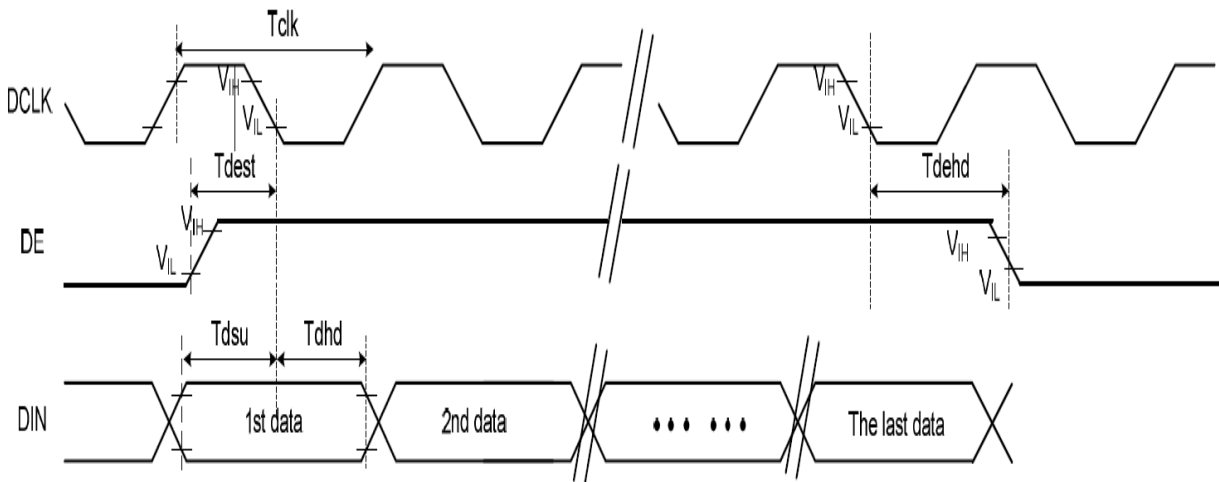 Tclk
DCLK
VIH
VIL
VIH
VIL
Tdest
Tdehd
DE
VIH
VIL
VIH
VIL
Tdsu
Tdhd
DIN
1st data
2nd data
The last data